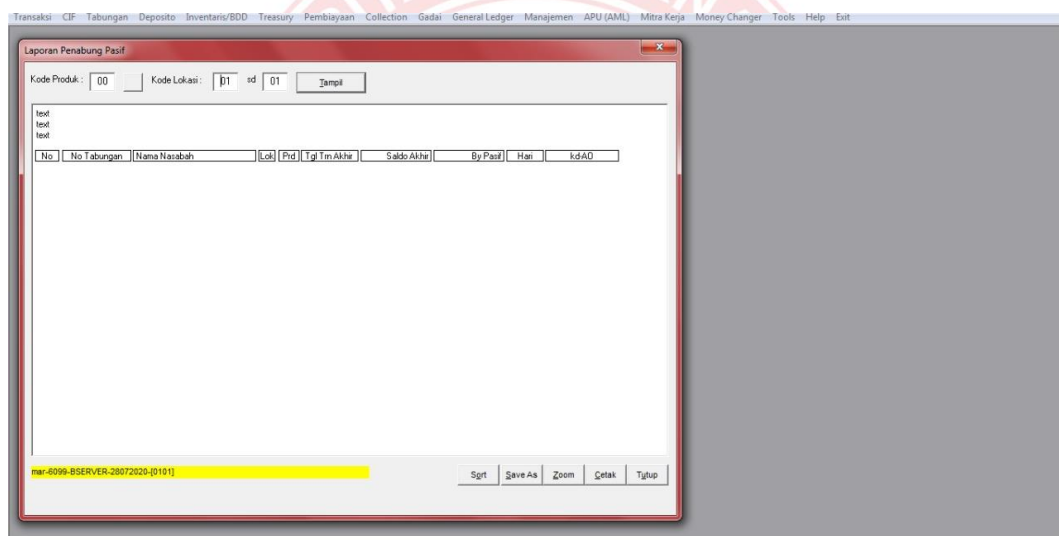 Transaksi CIF Tabungan Deposito Inventaris/BDD Treasury Pembiayaan Collection Gadai General Ledger Manajemen APU (AML) Mitra Kerja Money Changer Tools Help Exit
Laporan Penabung Pasif
Kode Produk : 00 Kode Lokasi : 01 sd 01 Tampil
text
text
text
No No Tabungan Nama Nasabah Lok Prd Tgl Trn Akhir Saldo Akhir By Pasif Hari kd-AO
mar-6099-BSERVER-28072020-[0101]
Sort Save As Zoom Cetak Tutup